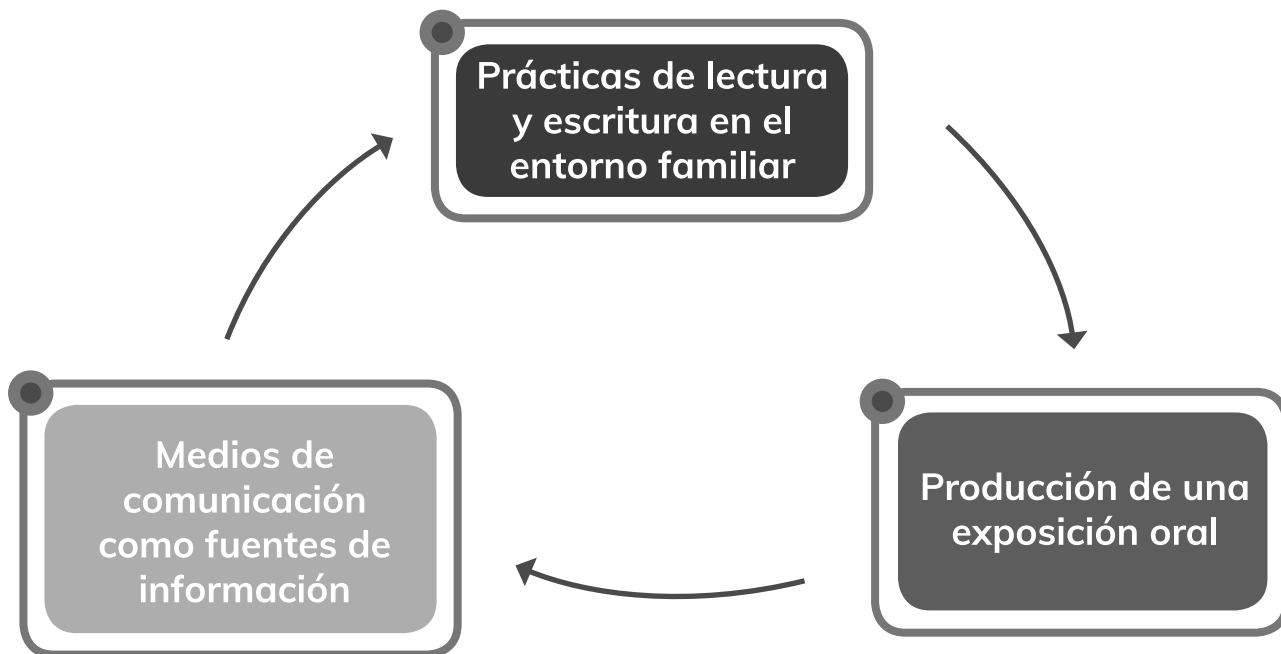 Prácticas de lectura
y escritura en el
entorno familiar
Producción de una
exposición oral
Medios de
comunicación
como fuentes de
información